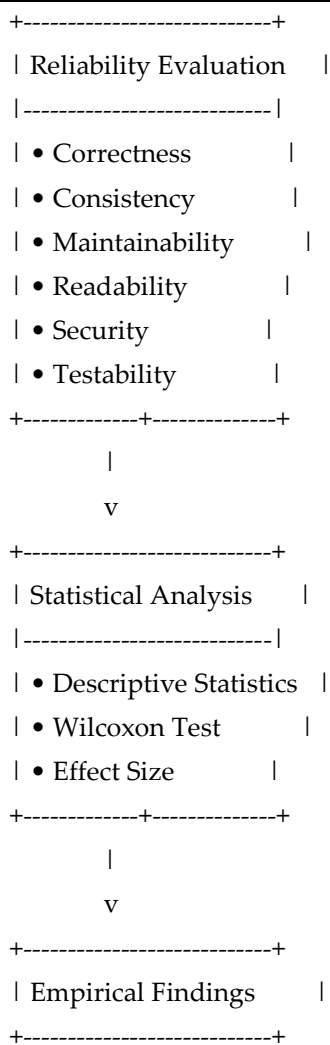 +---------------------------+
| Reliability Evaluation |
|---------------------------|
| • Correctness |
| • Consistency |
| • Maintainability |
| • Readability |
| • Security |
| • Testability |
+-------------+--------------+
|
v
+---------------------------+
| Statistical Analysis |
|---------------------------|
| • Descriptive Statistics |
| • Wilcoxon Test |
| • Effect Size |
+-------------+--------------+
|
v
+---------------------------+
| Empirical Findings |
+---------------------------+